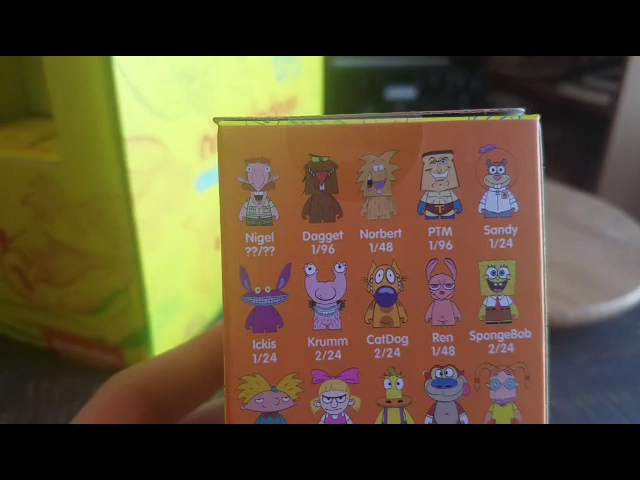 Nigel Dagget Norbert PTM Sandy
??/?? 1/96 1/48 1/96 1/24
Ickis Krumm CatDog Ren SpongeBob
1/24 2/24 2/24 1/48 2/24